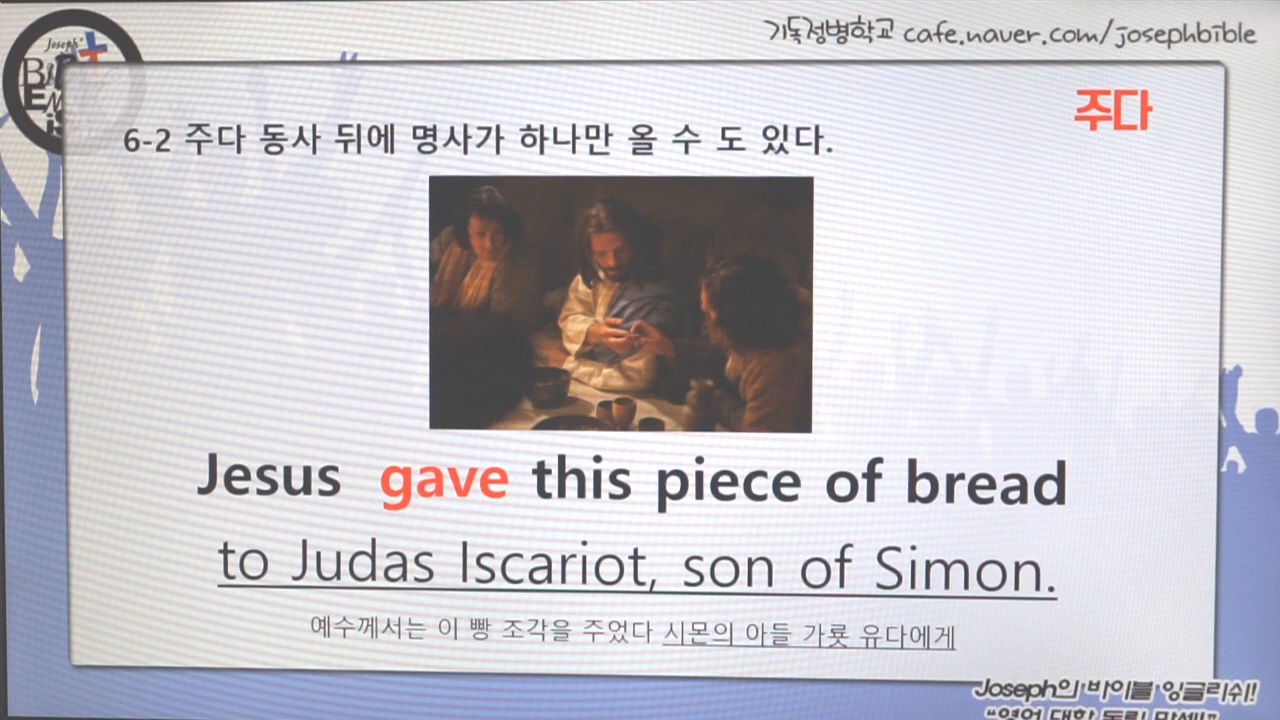 기독정병학교 cafe.naver.com/josephbible
Joseph's
주다
6-2 주다 동사 뒤에 명사가 하나만 올 수 도 있다.
Jesus gave this piece of bread
to Judas Iscariot, son of Simon.
예수께서는 이 빵 조각을 주었다 시몬의 아들 가룟 유다에게
Joseph의 바이블 잉글리쉬!